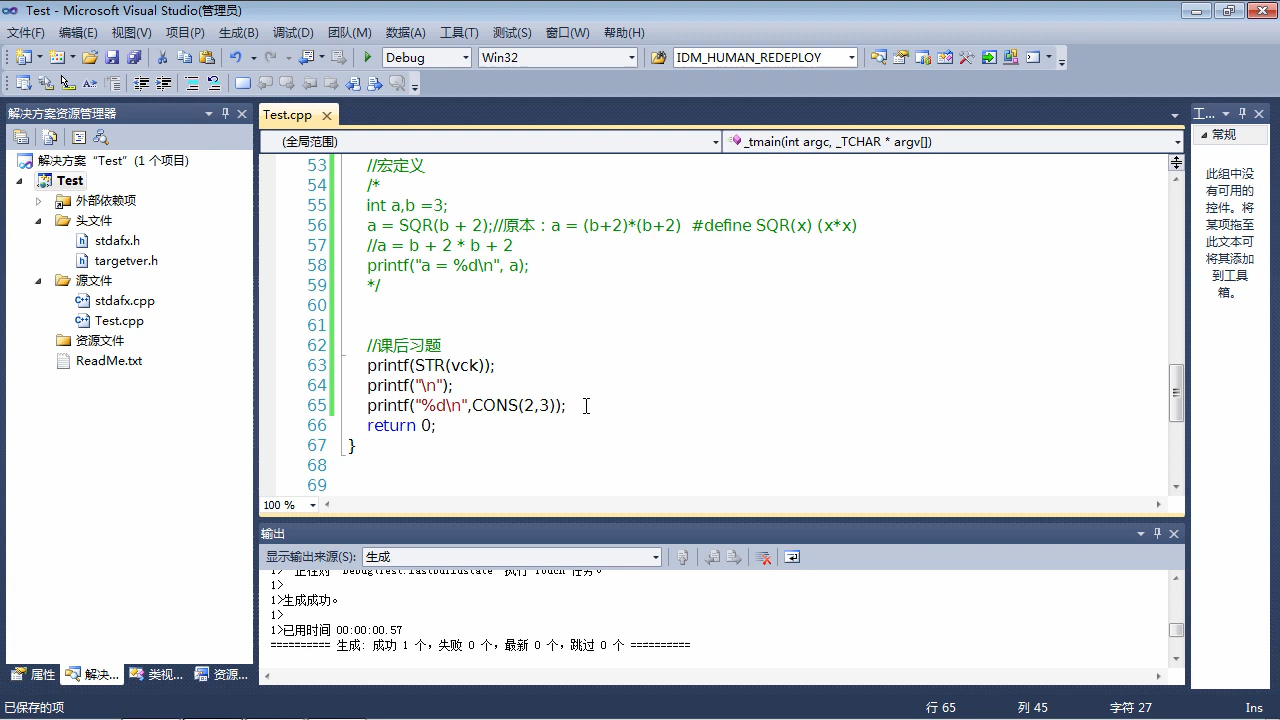 Test - Microsoft Visual Studio(管理员)
文件(F) 编辑(E) 视图(V) 项目(P) 生成(B) 调试(D) 团队(M) 数据(A) 工具(T) 测试(S) 窗口(W) 帮助(H)
Debug Win32 IDM_HUMAN_REDEPLOY
解决方案资源管理器
解决方案 "Test" (1 个项目)
Test
外部依赖项
头文件
stdafx.h
targetver.h
源文件
stdafx.cpp
Test.cpp
资源文件
ReadMe.txt
属性 解决... 类视... 资源...
Test.cpp
(全局范围) _tmain(int argc, _TCHAR * argv[])
53 //宏定义
54 /*
55 int a,b =3;
56 a = SQR(b + 2);//原本：a = (b+2)*(b+2) #define SQR(x) (x*x)
57 //a = b + 2 * b + 2
58 printf("a = %d\n", a);
59 */
60
61
62 //课后习题
63 printf(STR(vck));
64 printf("\n");
65 printf("%d\n",CONS(2,3));
66 return 0;
67 }
68
69
100 %
输出
显示输出来源(S): 生成
1> 正在对 "Debug\Test.lastbuildstate" 执行 Touch 任务。
1>
1>生成成功。
1>
1>已用时间 00:00:00.57
========== 生成: 成功 1 个，失败 0 个，最新 0 个，跳过 0 个 ==========
工...
常规
此组中没
有可用的
控件。将
某项拖至
此文本可
将其添加
到工具
箱。
已保存的项 行 65 列 45 字符 27 Ins